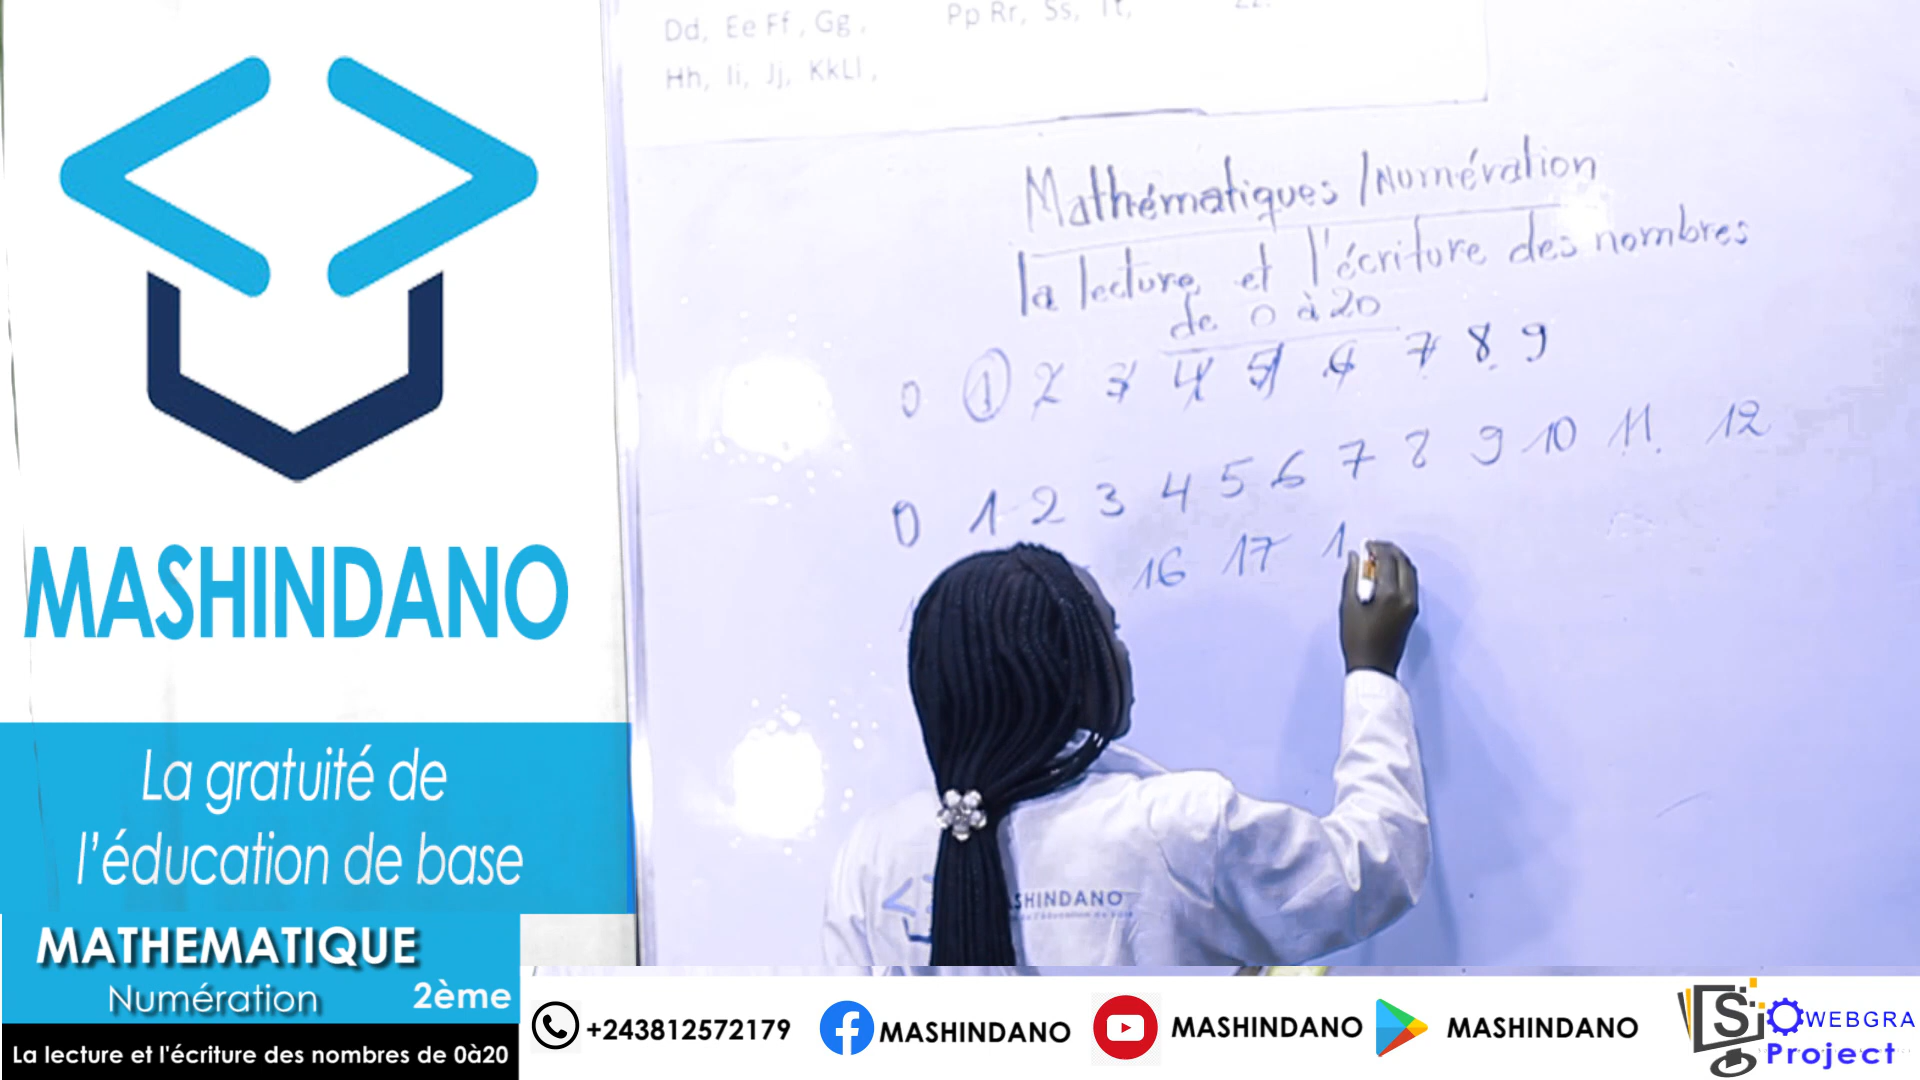 MASHINDANO
La gratuité de
l'éducation de base
MATHEMATIQUE
Numération 2ème
La lecture et l'écriture des nombres de 0à20
Dd, Ee Ff , Gg ,
Hh, Ii, Jj, KkLl ,
Pp Rr, Ss, Tt,
Mathématiques / Numération
la lecture et l'écriture des nombres
de 0 à 20
0 1 2 3 4 5 6 7 8 9
0 1 2 3 4 5 6 7 8 9 10 11 12
16 17 1
SHINDANO
+243812572179
MASHINDANO
MASHINDANO
MASHINDANO
WEBGRA
Project